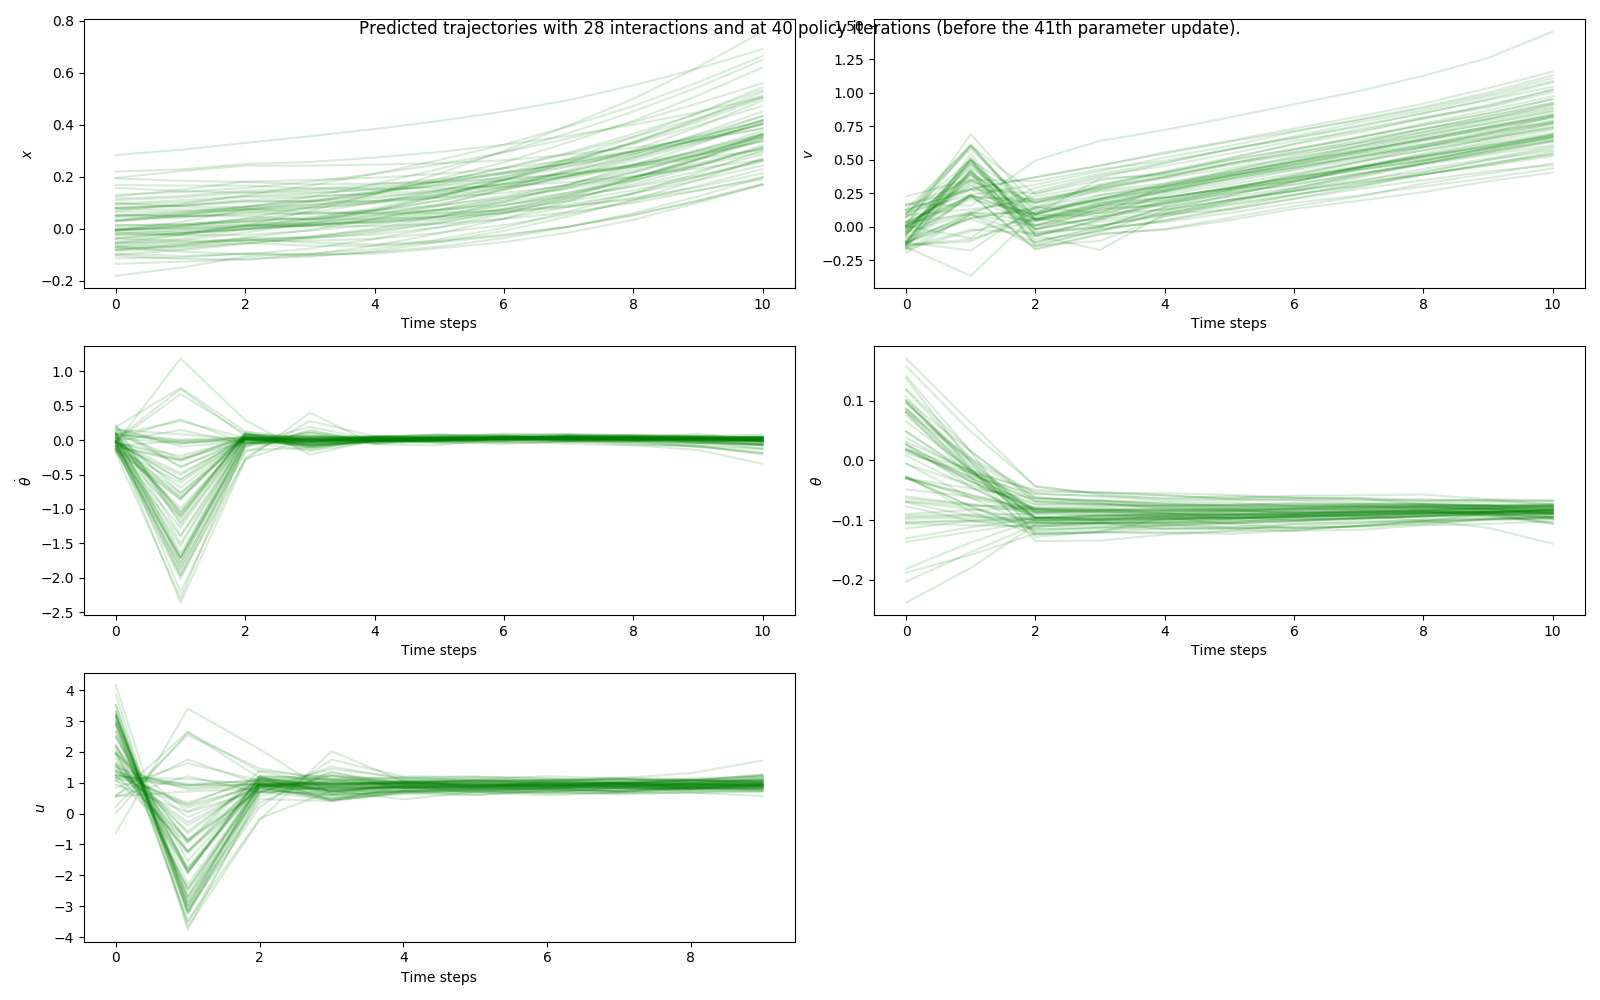 Predicted trajectories with 28 interactions and at 40 policy iterations (before the 41th parameter update).
0.8
0.6
0.4
0.2
0.0
−0.2
x
0 2 4 6 8 10
Time steps
1.50
1.25
1.00
0.75
0.50
0.25
0.00
−0.25
v
0 2 4 6 8 10
Time steps
1.0
0.5
0.0
−0.5
−1.0
−1.5
−2.0
−2.5
θ̇
0 2 4 6 8 10
Time steps
0.1
0.0
−0.1
−0.2
θ
0 2 4 6 8 10
Time steps
4
3
2
1
0
−1
−2
−3
−4
u
0 2 4 6 8
Time steps